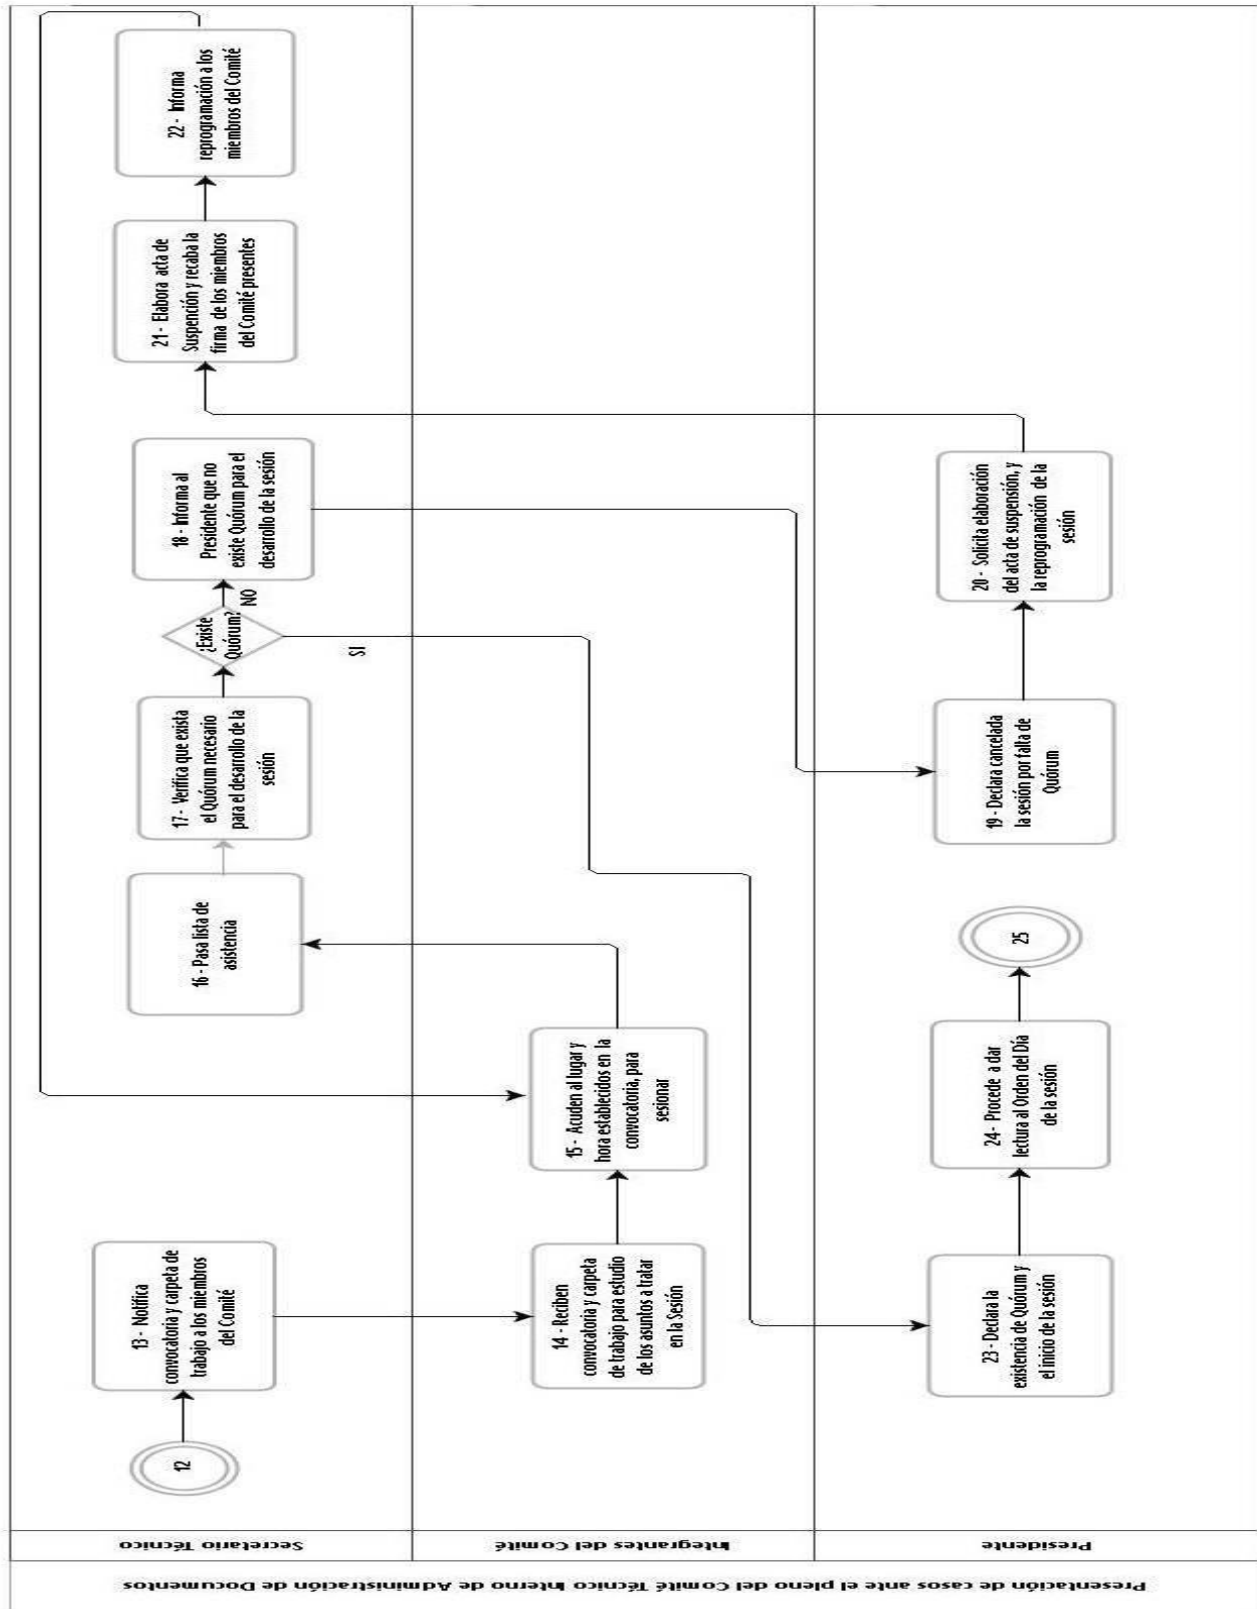 Presentación de casos ante el pleno del Comité Técnico Interno de Administración de Documentos
Secretario Técnico
12
13 - Notifica
convocatoria y carpeta de
trabajo a los miembros
del Comité
16 - Pasa lista de
asistencia
17 - Verifica que exista
el Quórum necesario
para el desarrollo de la
sesión
¿Existe
Quórum?
NO
SI
18 - Informa al
Presidente que no
existe Quórum para el
desarrollo de la sesión
21 - Elabora acta de
Suspención y recaba la
firma de los miembros
del Comité presentes
22 - Informa
reprogramación a los
miembros del Comité
Integrantes del Comité
14 - Reciben
convocatoria y carpeta
de trabajo para estudio
de los asuntos a tratar
en la Sesión
15 - Acuden al lugar y
hora establecidos en la
convocatoria, para
sesionar
Presidente
23 - Declara la
existencia de Quórum y
el inicio de la sesión
24 - Procede a dar
lectura al Orden del Día
de la sesión
25
19 - Declara cancelada
la sesión por falta de
Quórum
20 - Solicita elaboración
del acta de suspensión, y
la reprogramación de la
sesión